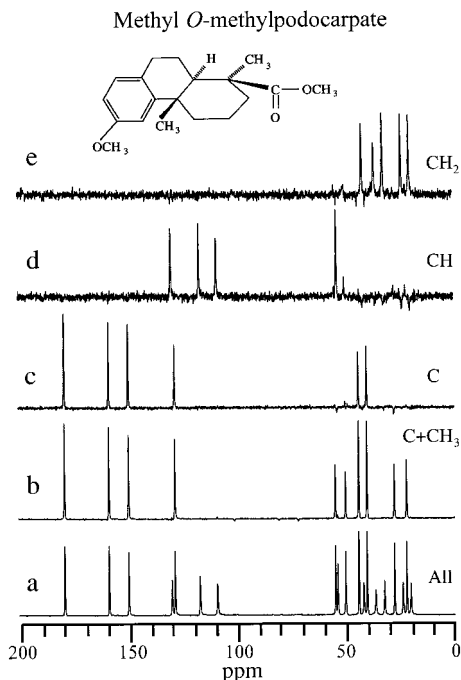 Methyl O-methylpodocarpate
H
CH3
C
OCH3
O
CH3
OCH3
e
CH2
d
CH
c
C
C+CH3
b
a
All
200
150
100
50
0
ppm